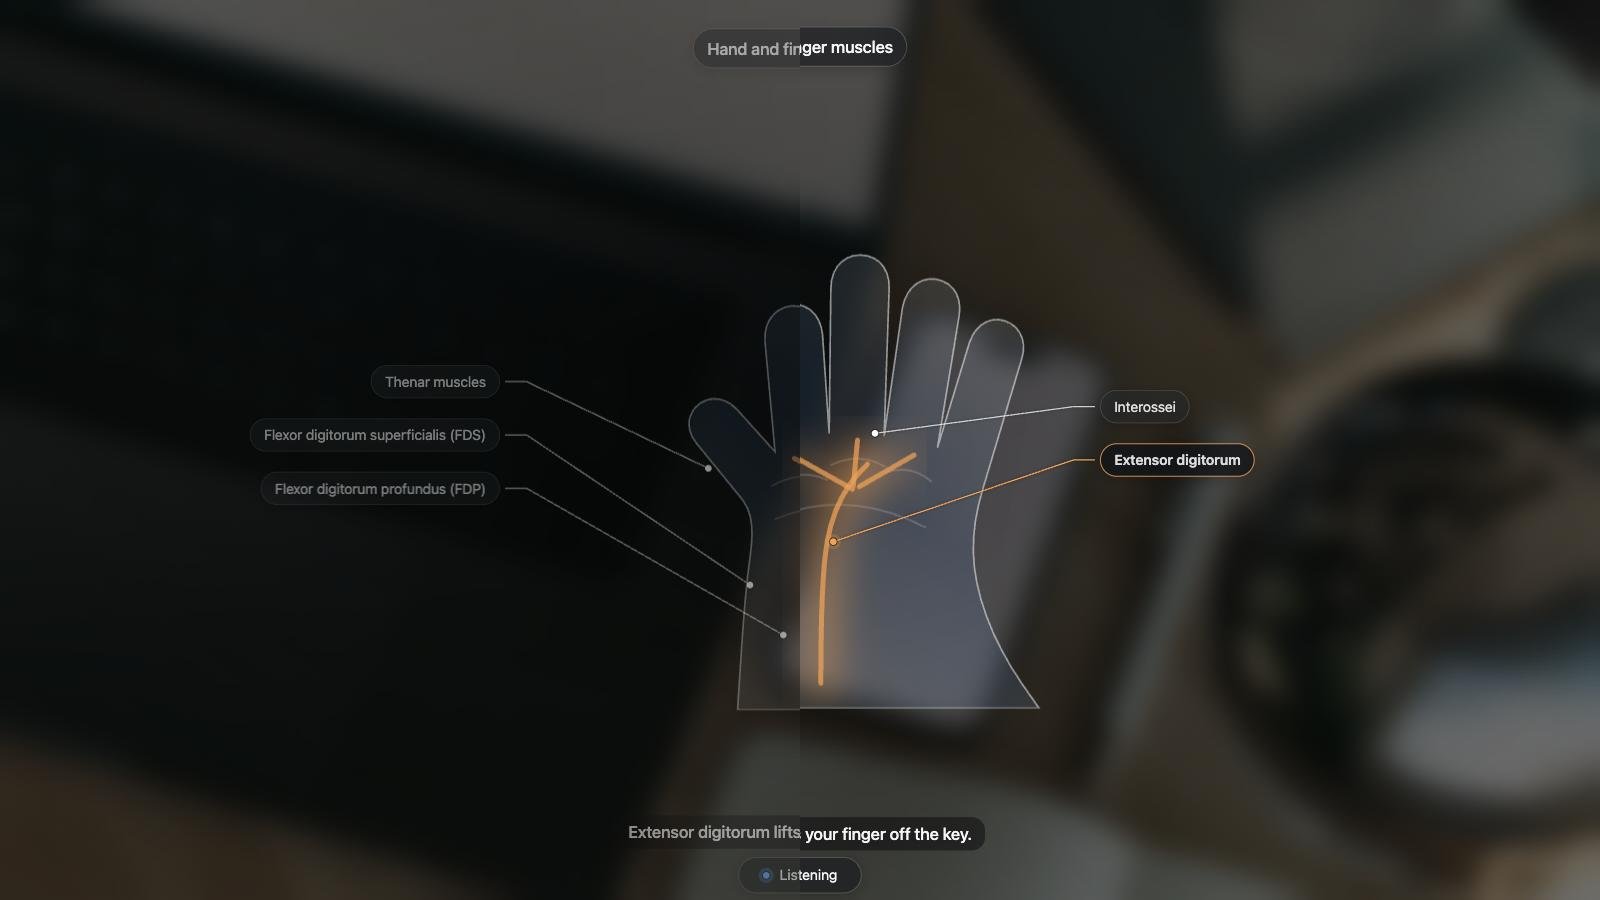 Hand and finger muscles
Thenar muscles
Flexor digitorum superficialis (FDS)
Flexor digitorum profundus (FDP)
Interossei
Extensor digitorum
Extensor digitorum lifts your finger off the key.
Listening